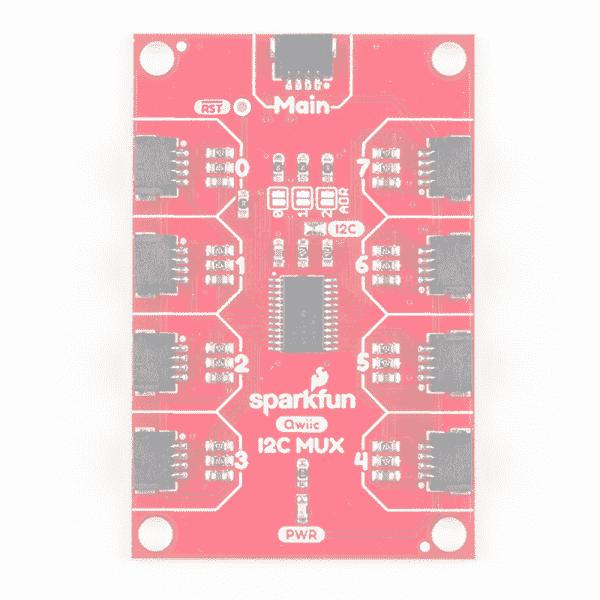 RST
Main
0
7
0 1 2
ADR
I2C
1
6
2
5
sparkfun
Qwiic
I2C MUX
3
4
PWR